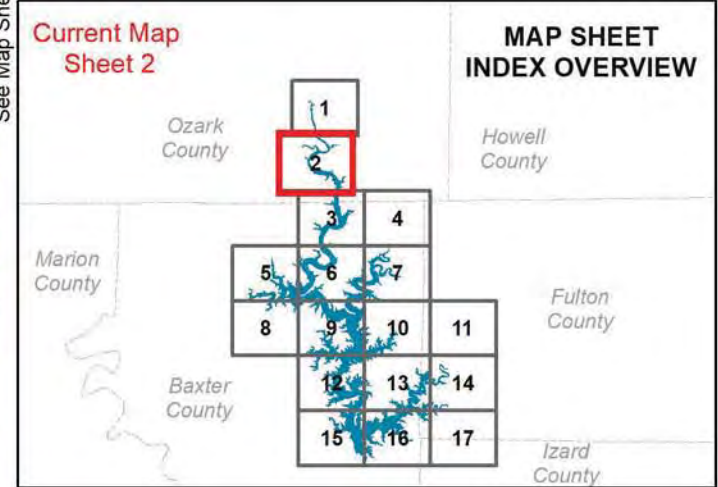 See Map She
Current Map
Sheet 2
MAP SHEET
INDEX OVERVIEW
Ozark
County
Howell
County
1
2
3
4
Marion
County
5
6
7
Fulton
County
8
9
10
11
Baxter
County
12
13
14
15
16
17
Izard
County